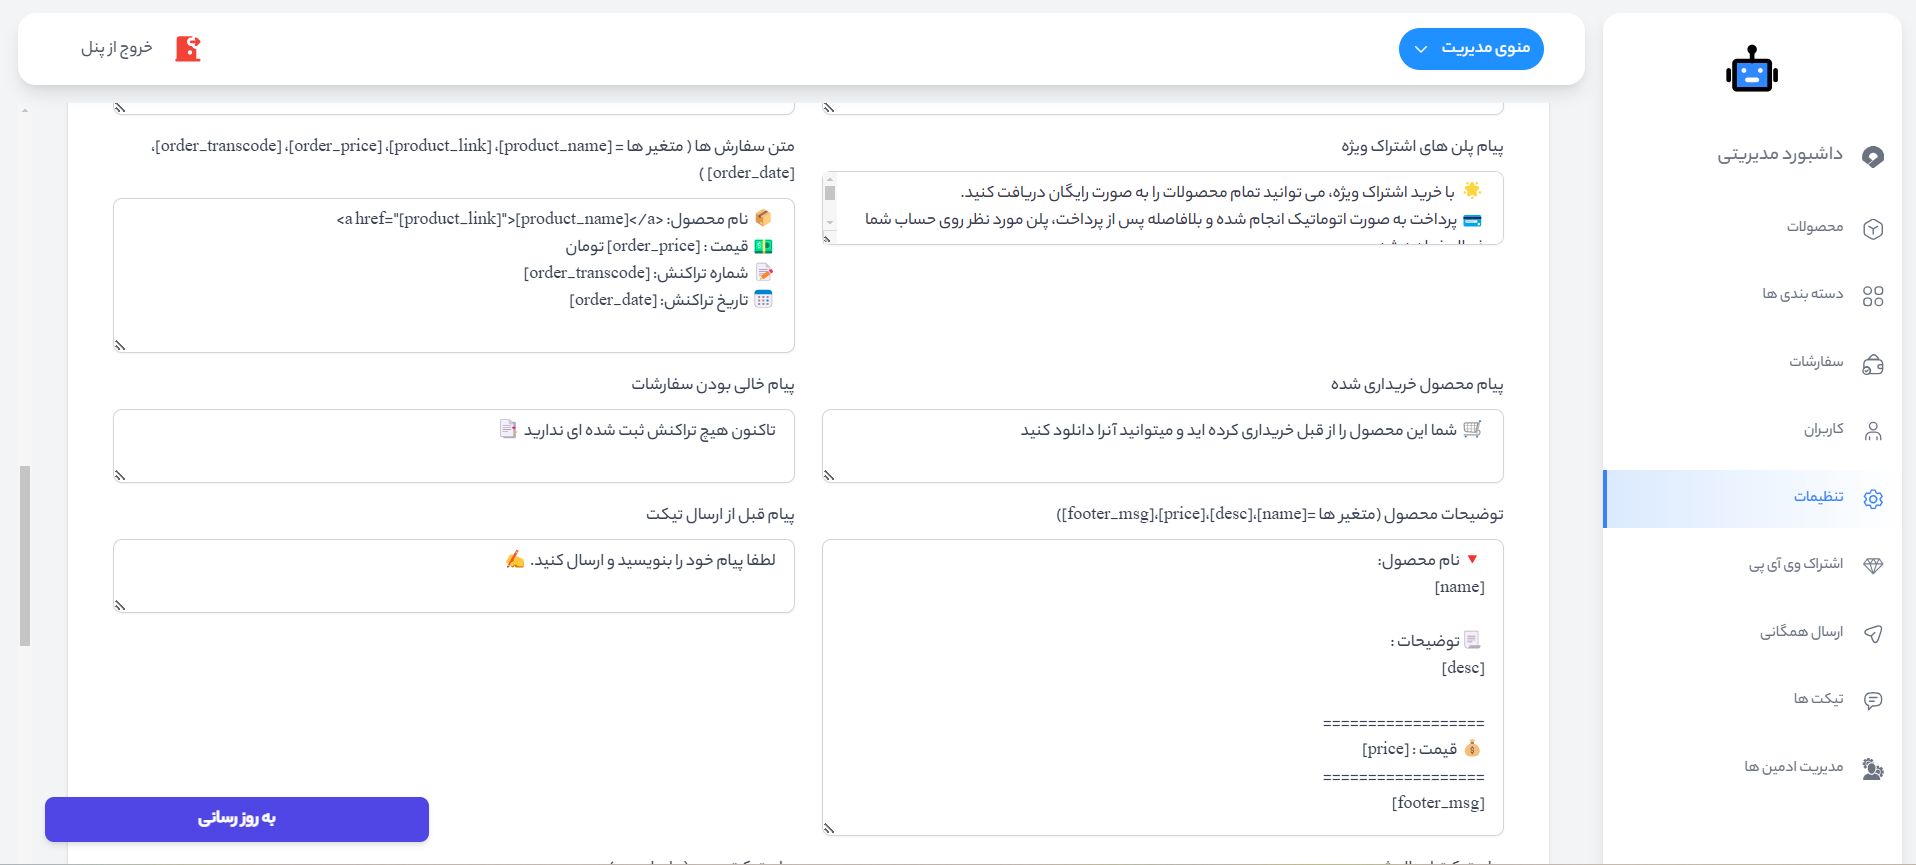 منوی مدیریت
خروج از پنل
داشبورد مدیریتی
محصولات
دسته بندی ها
سفارشات
کاربران
تنظیمات
اشتراک وی آی پی
ارسال همگانی
تیکت ها
مدیریت ادمین ها
پیام پلن های اشتراک ویژه
🌟 با خرید اشتراک ویژه، می توانید تمام محصولات را به صورت رایگان دریافت کنید.
💳 پرداخت به صورت اتوماتیک انجام شده و بلافاصله پس از پرداخت، پلن مورد نظر روی حساب شما
متن سفارش ها ( متغیر ها = [product_name]، [product_link]، [order_price]، [order_transcode]،
[order_date] )
📦 نام محصول: <a href="[product_link]">[product_name]</a>
💵 قیمت : [order_price] تومان
📝 شماره تراکنش: [order_transcode]
📅 تاریخ تراکنش: [order_date]
پیام محصول خریداری شده
🛒 شما این محصول را از قبل خریداری کرده اید و میتوانید آنرا دانلود کنید
پیام خالی بودن سفارشات
تاکنون هیچ تراکنش ثبت شده ای ندارید 📑
توضیحات محصول (متغیر ها =[name]،[desc]،[price]،[footer_msg])
🔻 نام محصول:
[name]
📃 توضیحات :
[desc]
==================
💰 قیمت : [price]
==================
[footer_msg]
پیام قبل از ارسال تیکت
لطفا پیام خود را بنویسید و ارسال کنید. ✍️
به روز رسانی